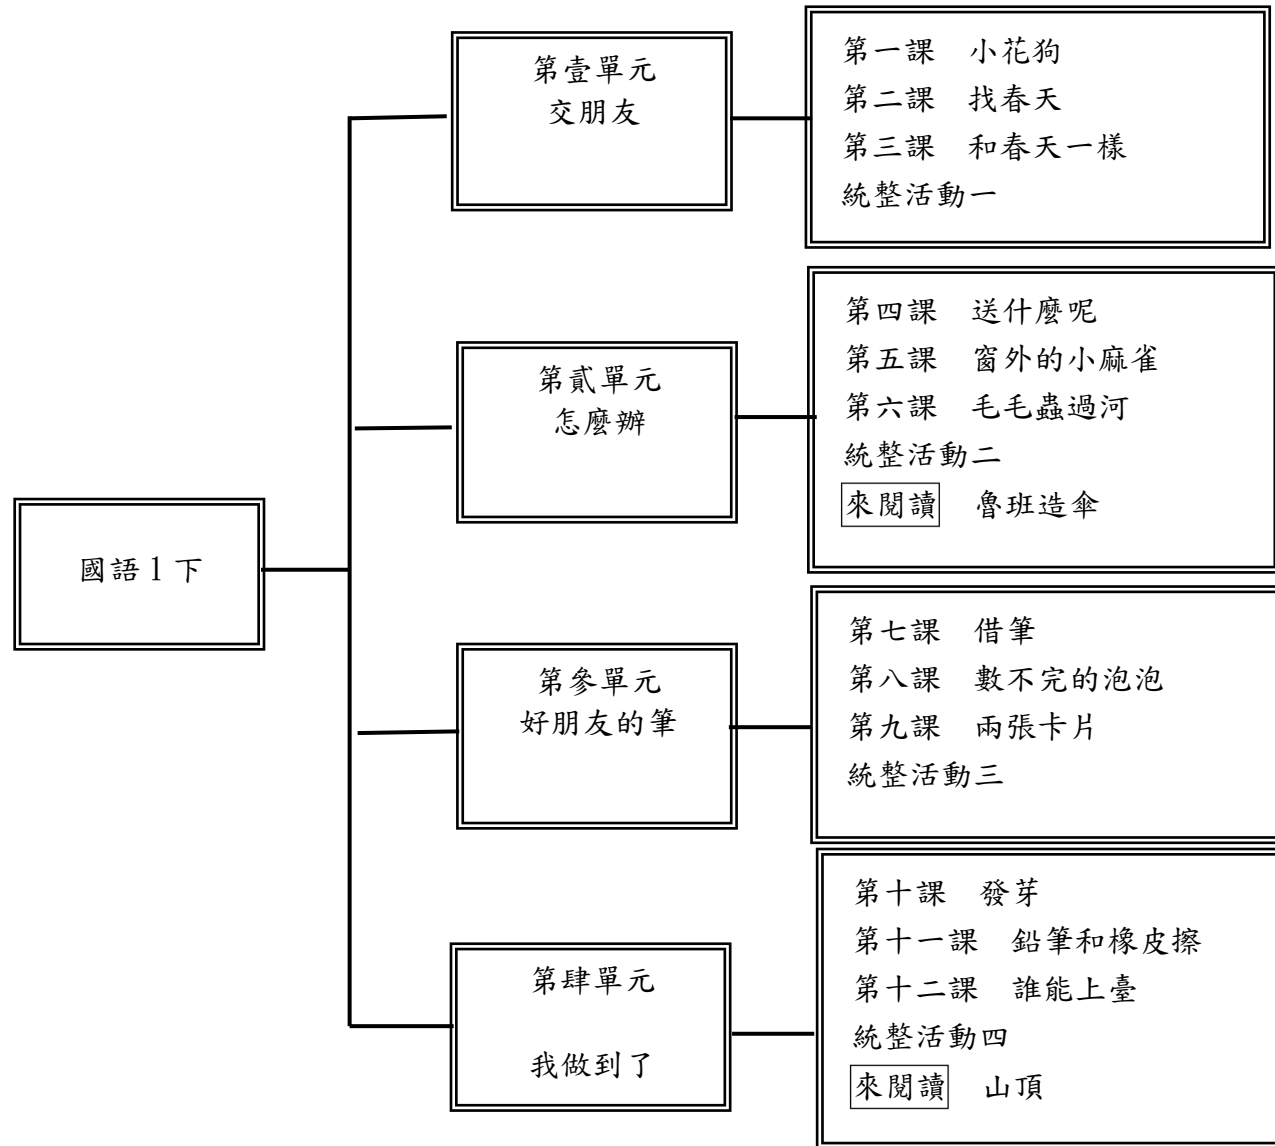 國語1下
第壹單元
交朋友
第一課　小花狗
第二課　找春天
第三課　和春天一樣
統整活動一
第貳單元
怎麼辦
第四課　送什麼呢
第五課　窗外的小麻雀
第六課　毛毛蟲過河
統整活動二
來閱讀　魯班造傘
第參單元
好朋友的筆
第七課　借筆
第八課　數不完的泡泡
第九課　兩張卡片
統整活動三
第肆單元
我做到了
第十課　發芽
第十一課　鉛筆和橡皮擦
第十二課　誰能上臺
統整活動四
來閱讀　山頂